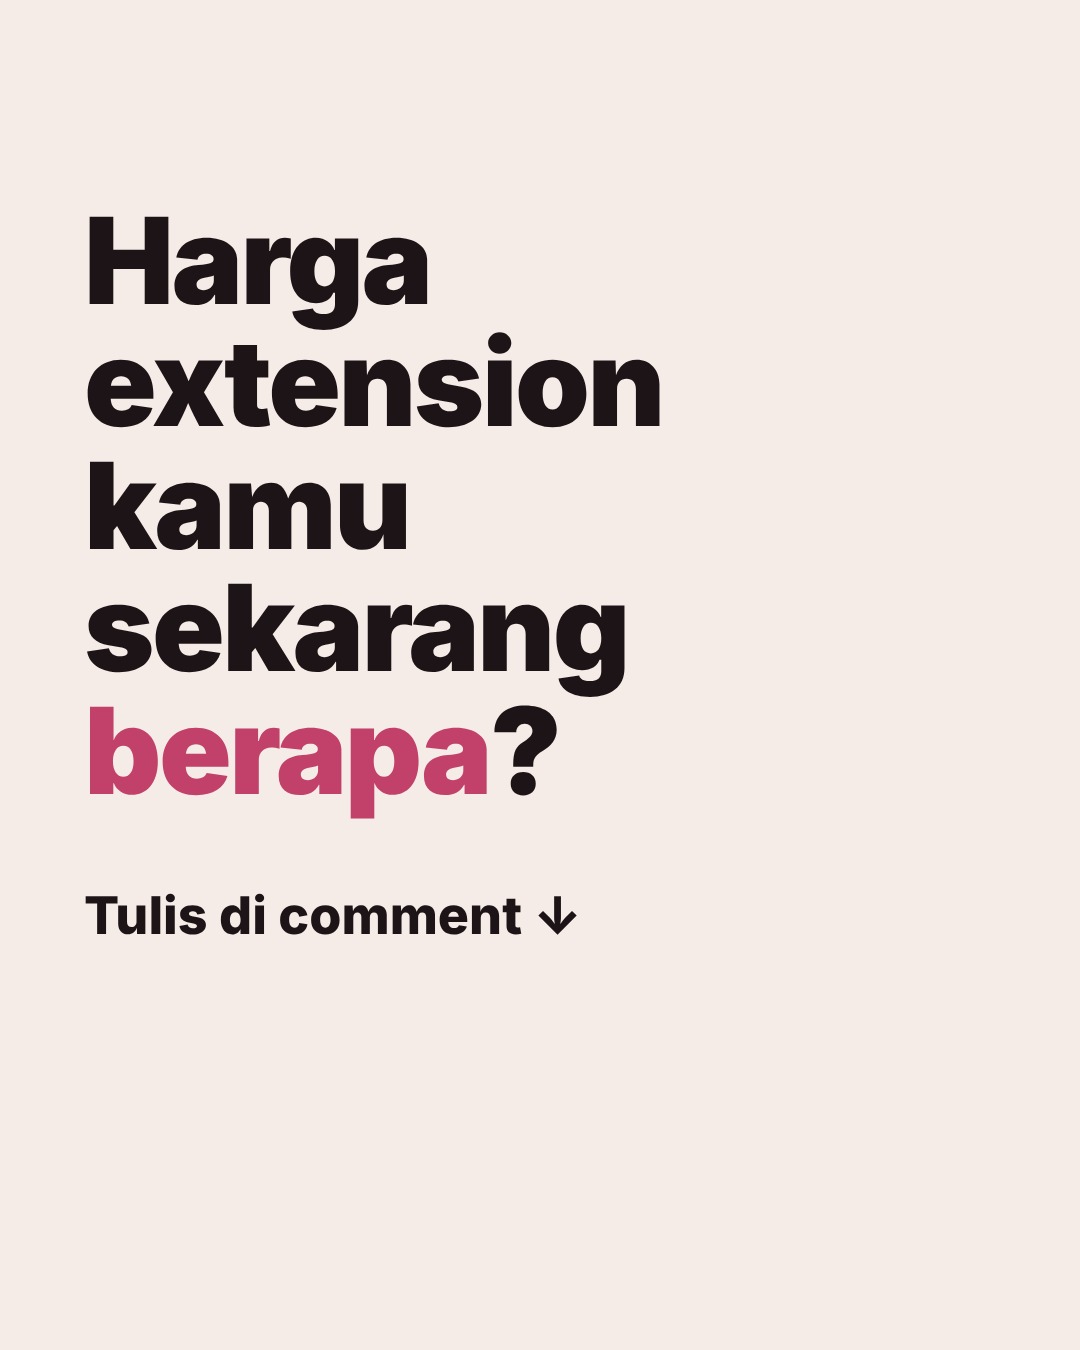 Harga
extension
kamu
sekarang
berapa?
Tulis di comment ↓